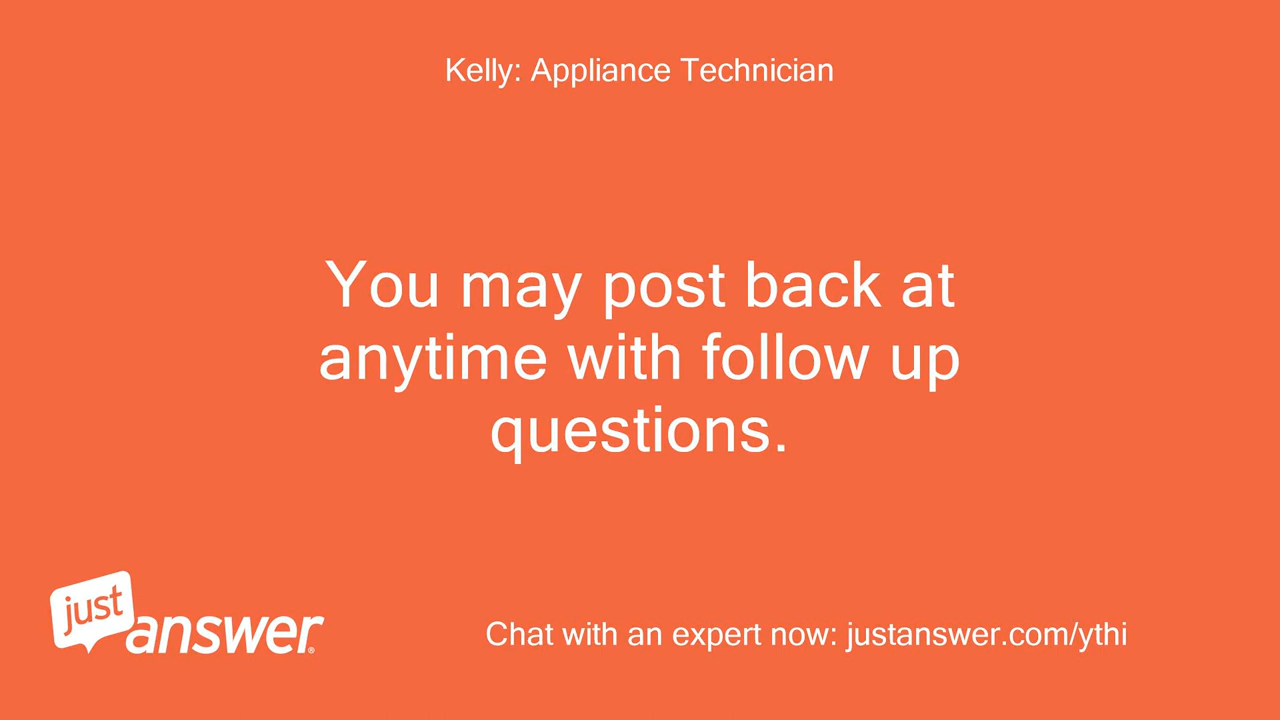 Kelly: Appliance Technician
You may post back at
anytime with follow up
questions.
just
answer®
Chat with an expert now: justanswer.com/ythi